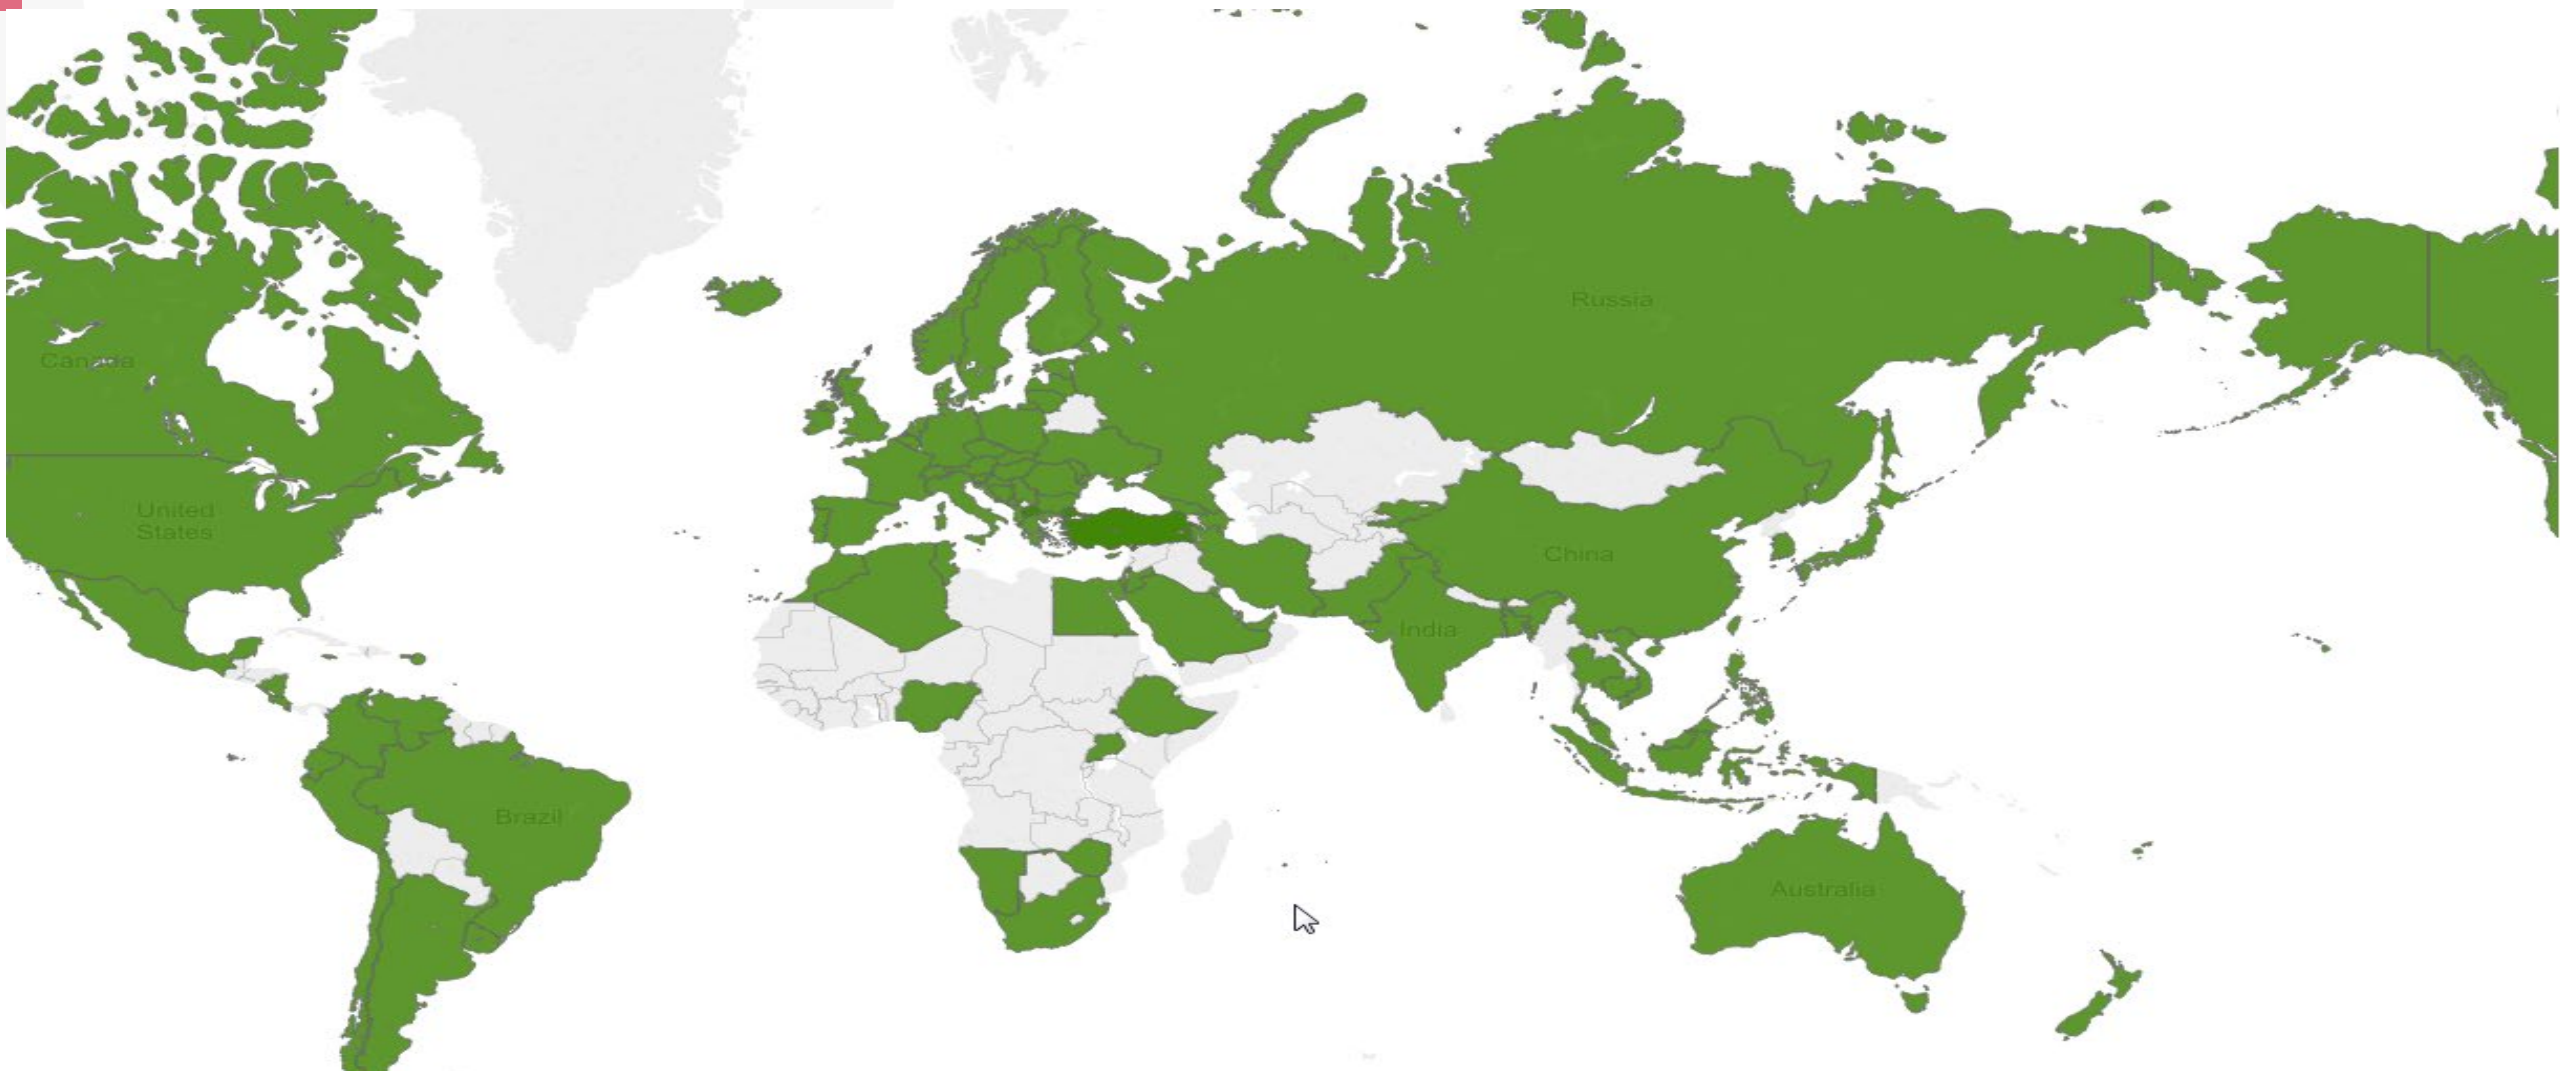 Russia
Canada
United
States
China
India
Brazil
Australia